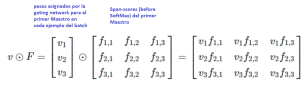 pesos asignados por la
gating network para el
primer Maestro en
cada ejemplo del batch
Span-scores (before
SoftMax) del primer
Maestro
v ⊙ F = [v₁ v₂ v₃] ⊙ [f₁,₁ f₁,₂ f₁,₃; f₂,₁ f₂,₂ f₂,₃; f₃,₁ f₃,₂ f₃,₃] = [v₁f₁,₁ v₁f₁,₂ v₁f₁,₃; v₂f₂,₁ v₂f₂,₂ v₂f₂,₃; v₃f₃,₁ v₃f₃,₂ v₃f₃,₃]